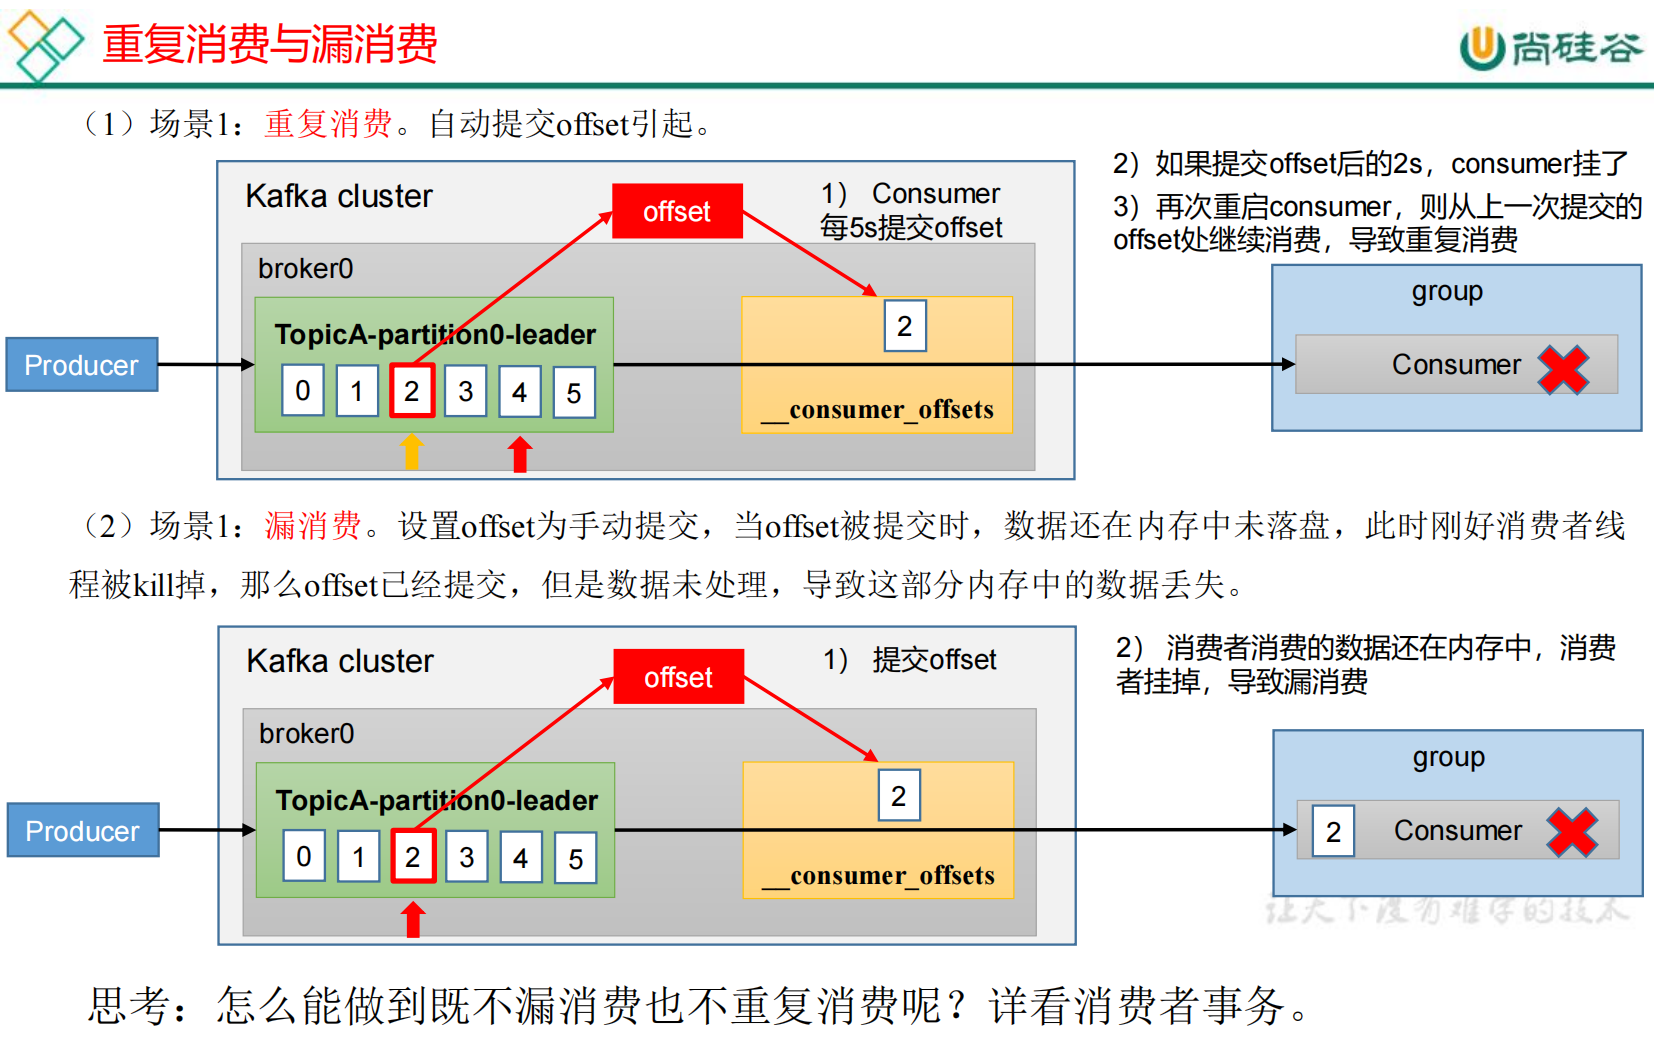 重复消费与漏消费
尚硅谷
（1）场景1：重复消费。自动提交offset引起。
2）如果提交offset后的2s，consumer挂了
3）再次重启consumer，则从上一次提交的
offset处继续消费，导致重复消费
Kafka cluster
offset
1） Consumer
每5s提交offset
broker0
TopicA-partition0-leader
0 1 2 3 4 5
2
__consumer_offsets
Producer
group
Consumer
（2）场景1：漏消费。设置offset为手动提交，当offset被提交时，数据还在内存中未落盘，此时刚好消费者线
程被kill掉，那么offset已经提交，但是数据未处理，导致这部分内存中的数据丢失。
Kafka cluster
offset
1） 提交offset
2） 消费者消费的数据还在内存中，消费
者挂掉，导致漏消费
broker0
TopicA-partition0-leader
0 1 2 3 4 5
2
__consumer_offsets
Producer
group
2 Consumer
让天下没有难学的技术
思考：怎么能做到既不漏消费也不重复消费呢？详看消费者事务。